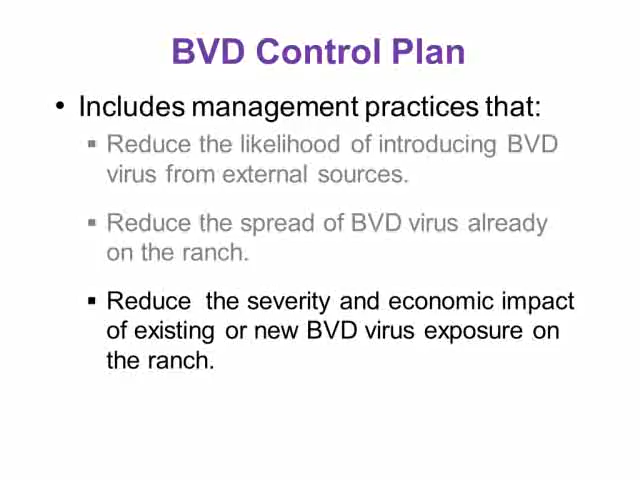 BVD Control Plan
• Includes management practices that:
▪ Reduce the likelihood of introducing BVD
virus from external sources.
▪ Reduce the spread of BVD virus already
on the ranch.
▪ Reduce  the severity and economic impact
of existing or new BVD virus exposure on
the ranch.